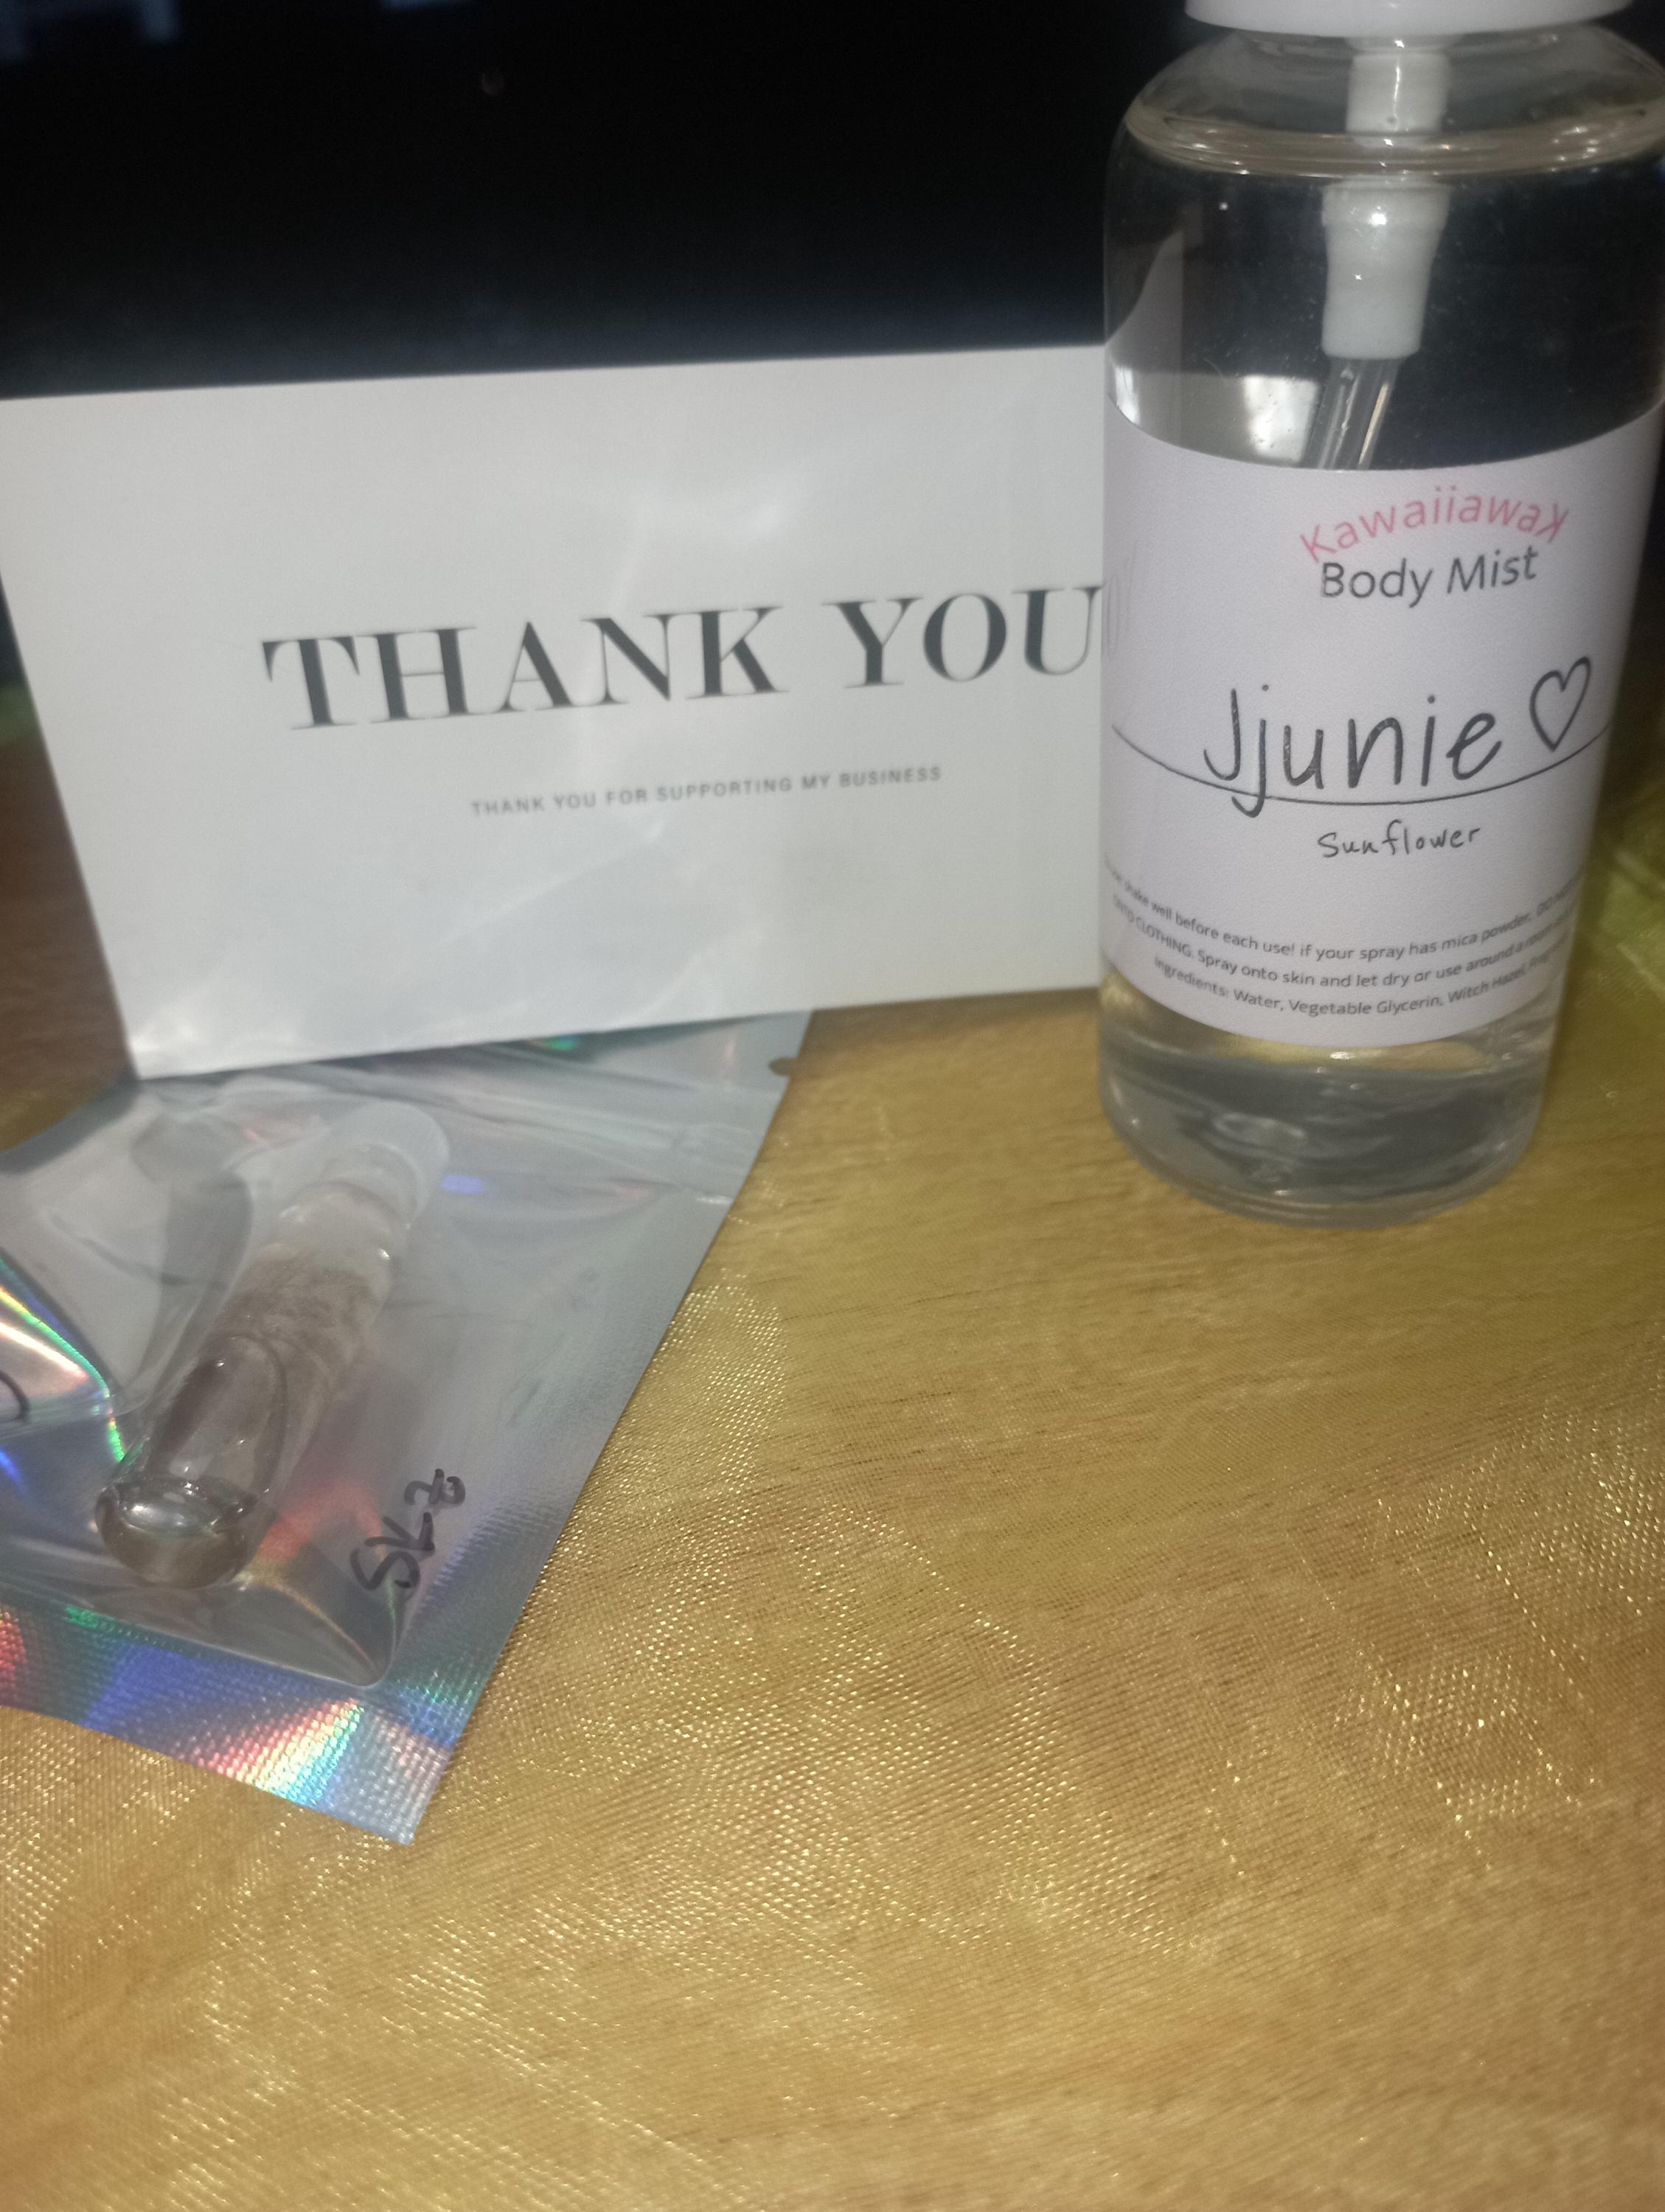 THANK YOU
THANK YOU FOR SUPPORTING MY BUSINESS
Kawaiiawak
Body Mist
Jjunie ♡
Sunflower
shake well before each use! if your spray has mica powder, DO
ONTO CLOTHING. Spray onto skin and let dry or use around a room
Ingredients: Water, Vegetable Glycerin, Witch Hazel,